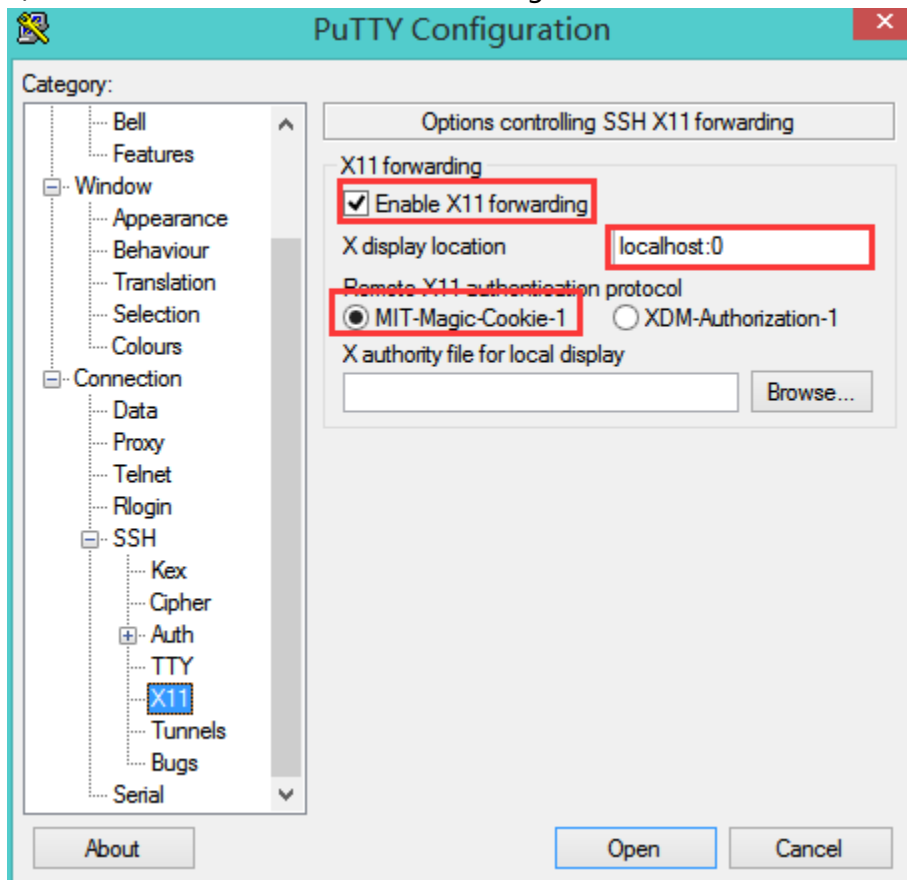 PuTTY Configuration
Category:
Bell
Features
Window
Appearance
Behaviour
Translation
Selection
Colours
Connection
Data
Proxy
Telnet
Rlogin
SSH
Kex
Cipher
Auth
TTY
X11
Tunnels
Bugs
Serial
Options controlling SSH X11 forwarding
X11 forwarding
Enable X11 forwarding
X display location localhost:0
Remote X11 authentication protocol
MIT-Magic-Cookie-1 XDM-Authorization-1
X authority file for local display
Browse...
About Open Cancel